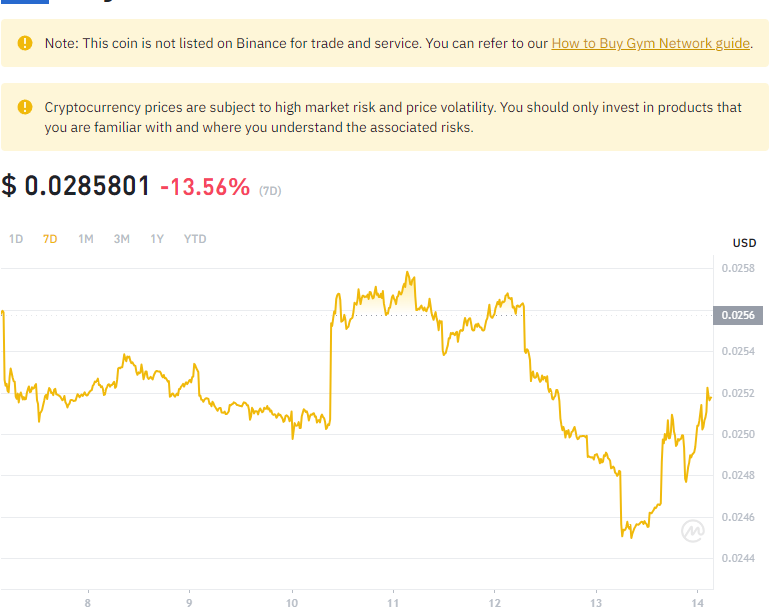 Note: This coin is not listed on Binance for trade and service. You can refer to our How to Buy Gym Network guide.
Cryptocurrency prices are subject to high market risk and price volatility. You should only invest in products that
you are familiar with and where you understand the associated risks.
$ 0.0285801 -13.56% (7D)
1D 7D 1M 3M 1Y YTD
USD
0.0258
0.0256
0.0254
0.0252
0.0250
0.0248
0.0246
0.0244
8 9 10 11 12 13 14